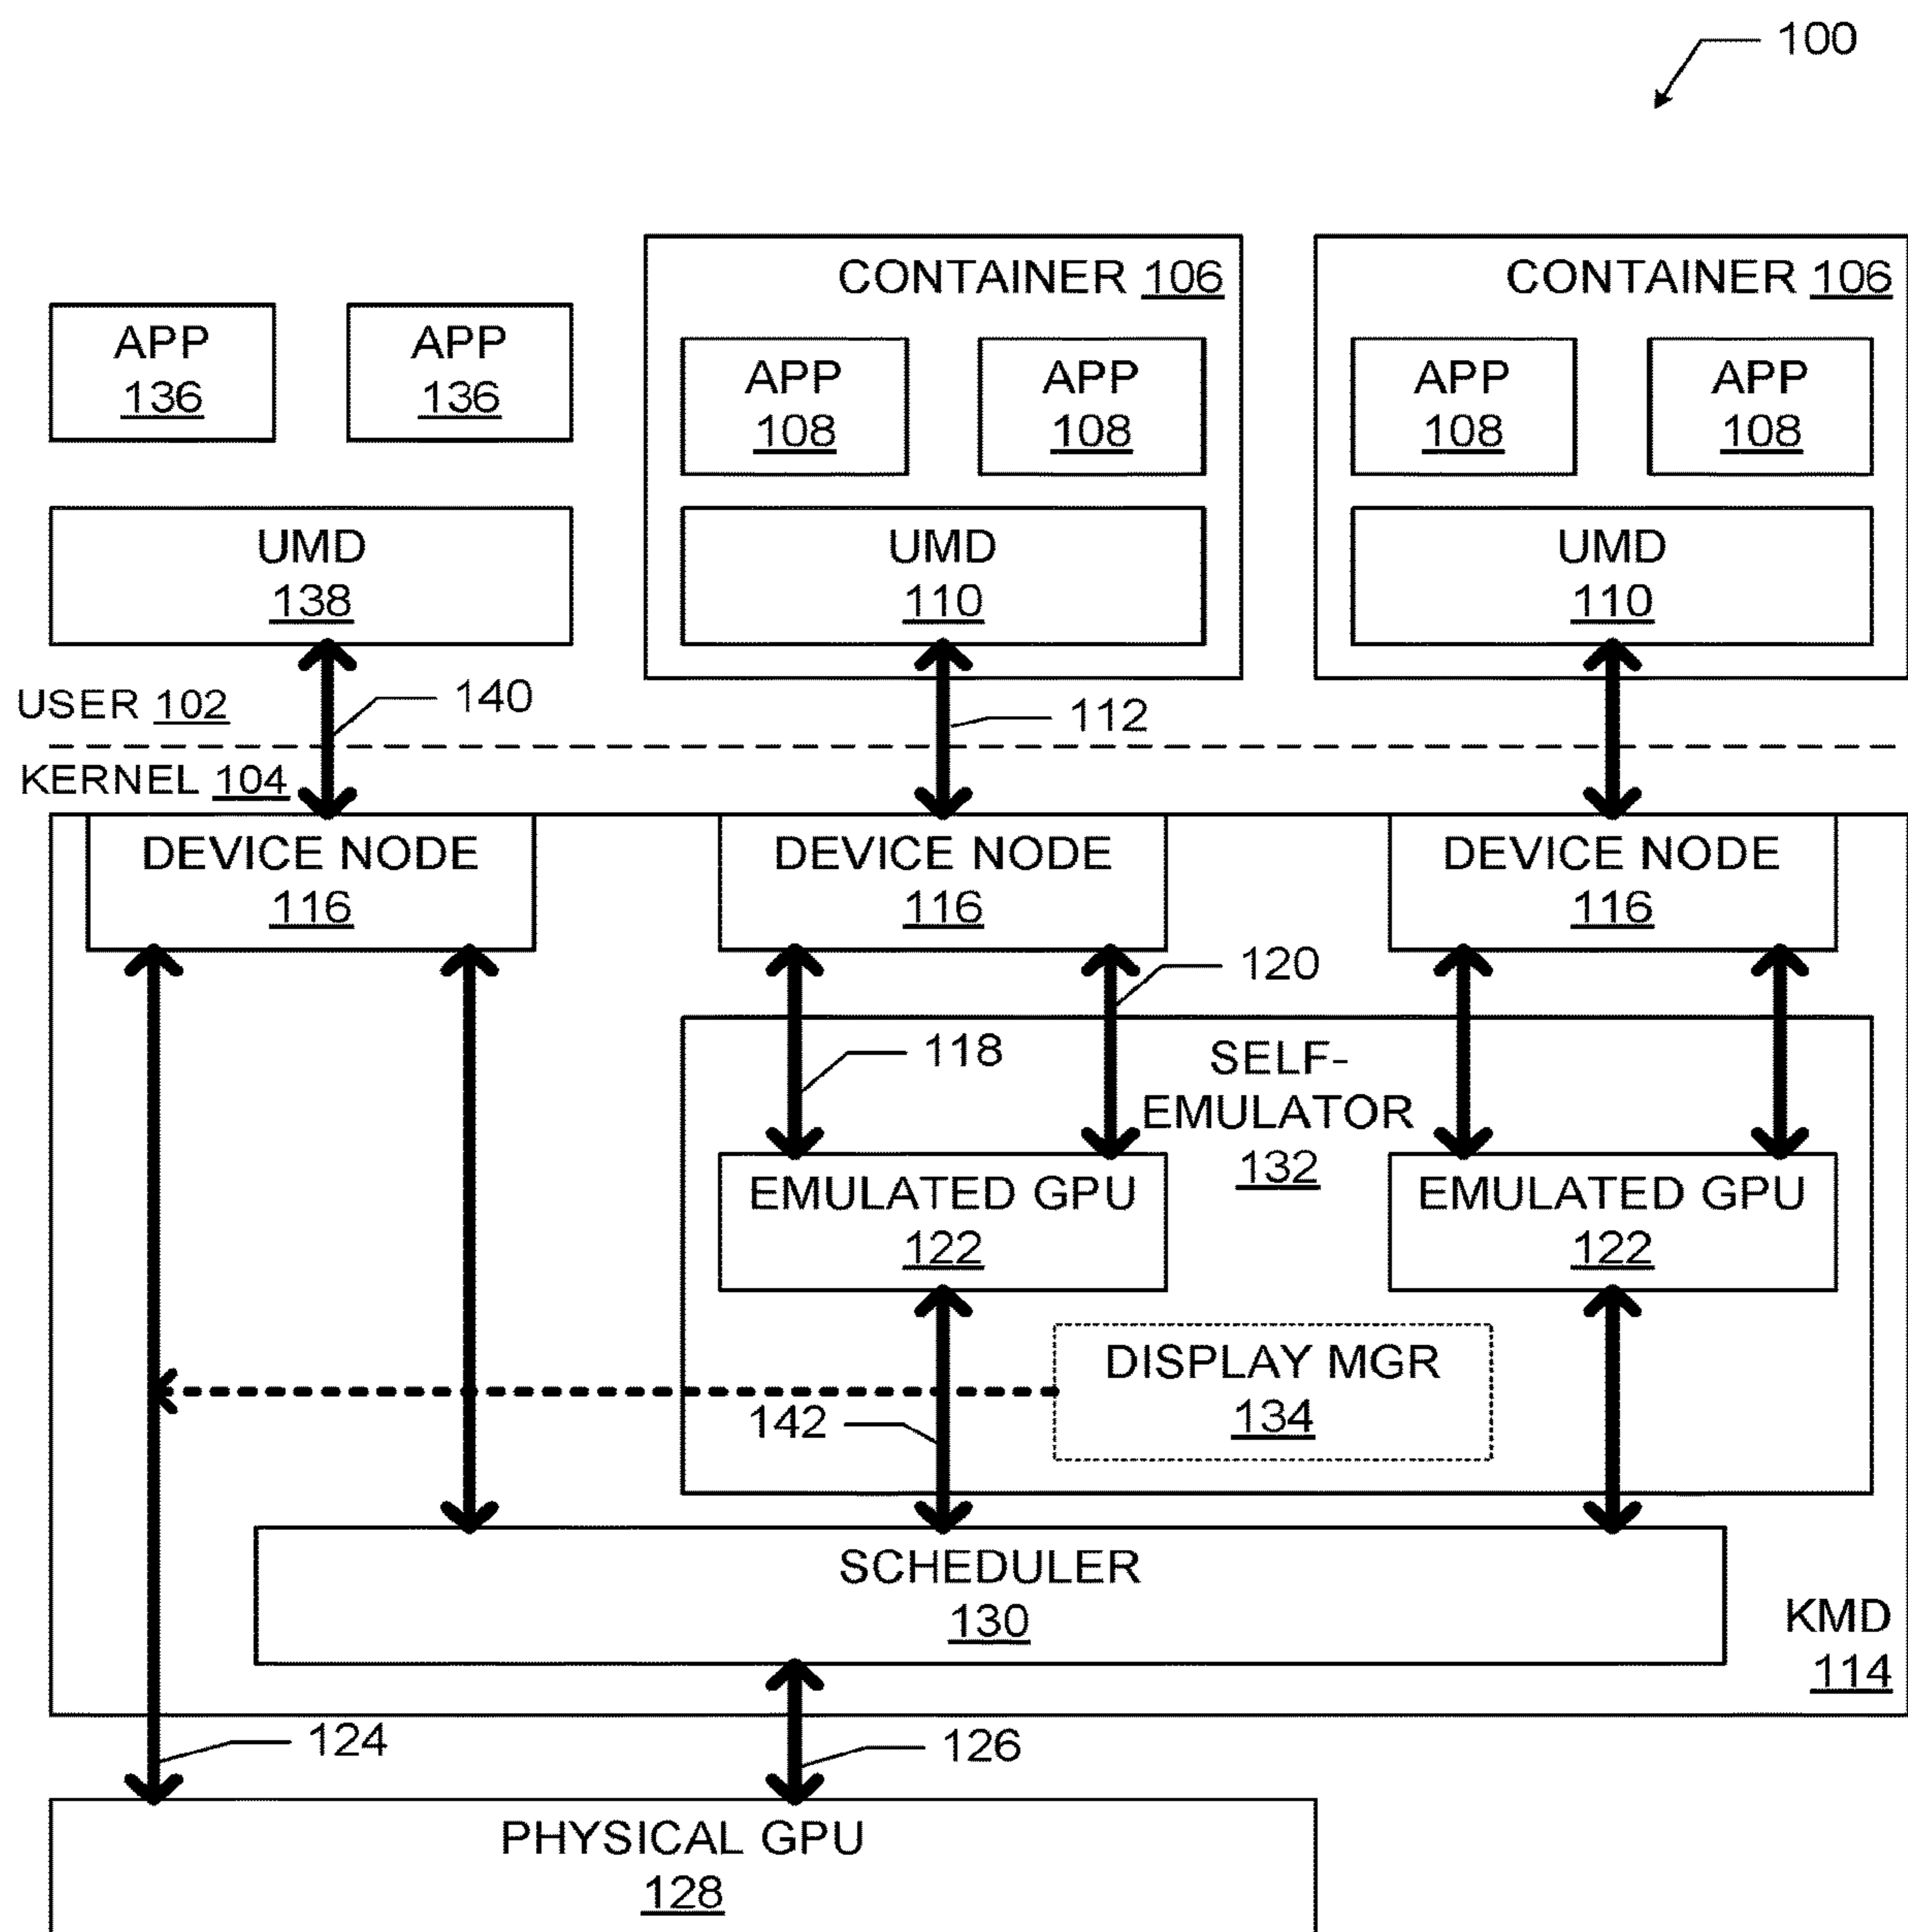 100
CONTAINER 106
CONTAINER 106
APP
136
APP
136
APP
108
APP
108
APP
108
APP
108
UMD
138
UMD
110
UMD
110
USER 102
140
112
KERNEL 104
DEVICE NODE
116
DEVICE NODE
116
DEVICE NODE
116
120
118
SELF-
EMULATOR
132
EMULATED GPU
122
EMULATED GPU
122
DISPLAY MGR
134
142
SCHEDULER
130
KMD
114
124
126
PHYSICAL GPU
128